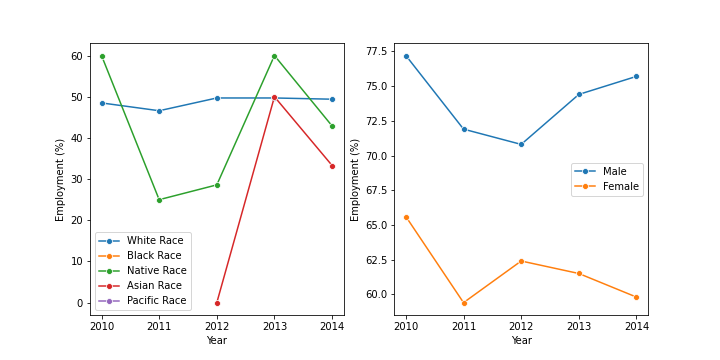 60
50
40
30
20
10
0
Employment (%)
White Race
Black Race
Native Race
Asian Race
Pacific Race
2010 2011 2012 2013 2014
Year
77.5
75.0
72.5
70.0
67.5
65.0
62.5
60.0
Employment (%)
Male
Female
2010 2011 2012 2013 2014
Year